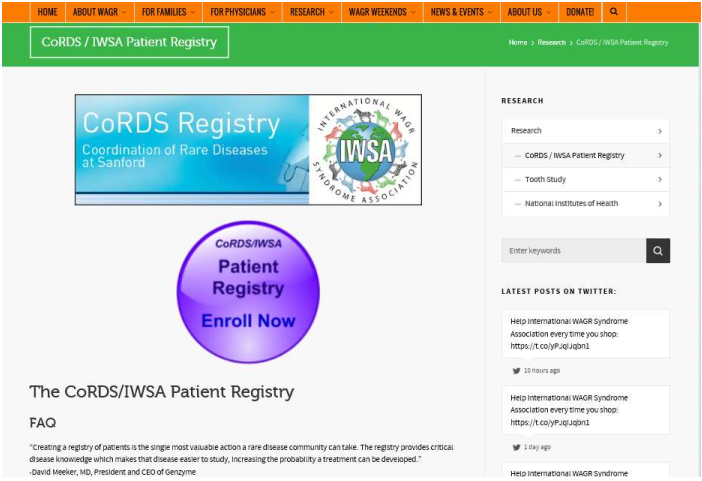 HOME ABOUT WAGR FOR FAMILIES FOR PHYSICIANS RESEARCH WAGR WEEKENDS NEWS & EVENTS ABOUT US DONATE!
CoRDS / IWSA Patient Registry
Home > Research > CoRDS / IWSA Patient Registry
CoRDS Registry
Coordination of Rare Diseases
at Sanford
INTERNATIONAL WAGR
IWSA
SYNDROME ASSOCIATION
CoRDS/IWSA
Patient
Registry
Enroll Now
The CoRDS/IWSA Patient Registry
FAQ
"Creating a registry of patients is the single most valuable action a rare disease community can take. The registry provides critical
disease knowledge which makes that disease easier to study, increasing the probability a treatment can be developed."
-David Meeker, MD, President and CEO of Genzyme
RESEARCH
Research >
— CoRDS / IWSA Patient Registry >
— Tooth Study >
— National Institutes of Health >
Enter keywords
LATEST POSTS ON TWITTER:
Help International WAGR Syndrome
Association every time you shop:
https://t.co/yPJqlJqbn1
10 hours ago
Help International WAGR Syndrome
Association every time you shop:
https://t.co/yPJqlJqbn1
1 day ago
Help International WAGR Syndrome